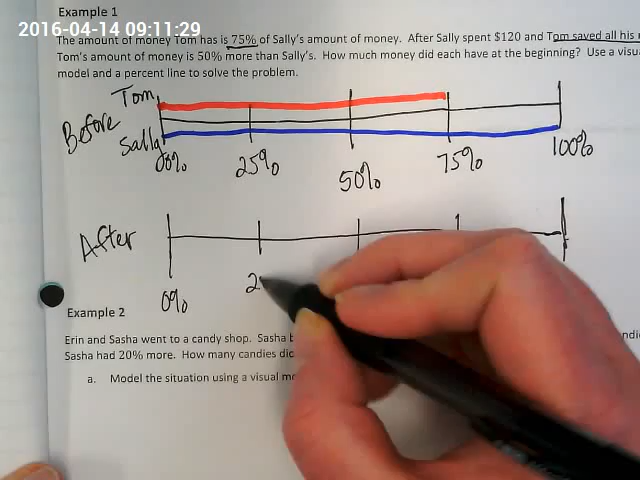 2016-04-14 09:11:29
Example 1
The amount of money Tom has is 75% of Sally's amount of money. After Sally spent $120 and Tom saved all his
Tom's amount of money is 50% more than Sally's. How much money did each have at the beginning? Use a visu
model and a percent line to solve the problem.
Tom
Before
Sally
00%
25%
50%
75%
100%
After
0%
2
Example 2
Erin and Sasha went to a candy shop. Sasha
Sasha had 20% more. How many candies
a. Model the situation using a visual